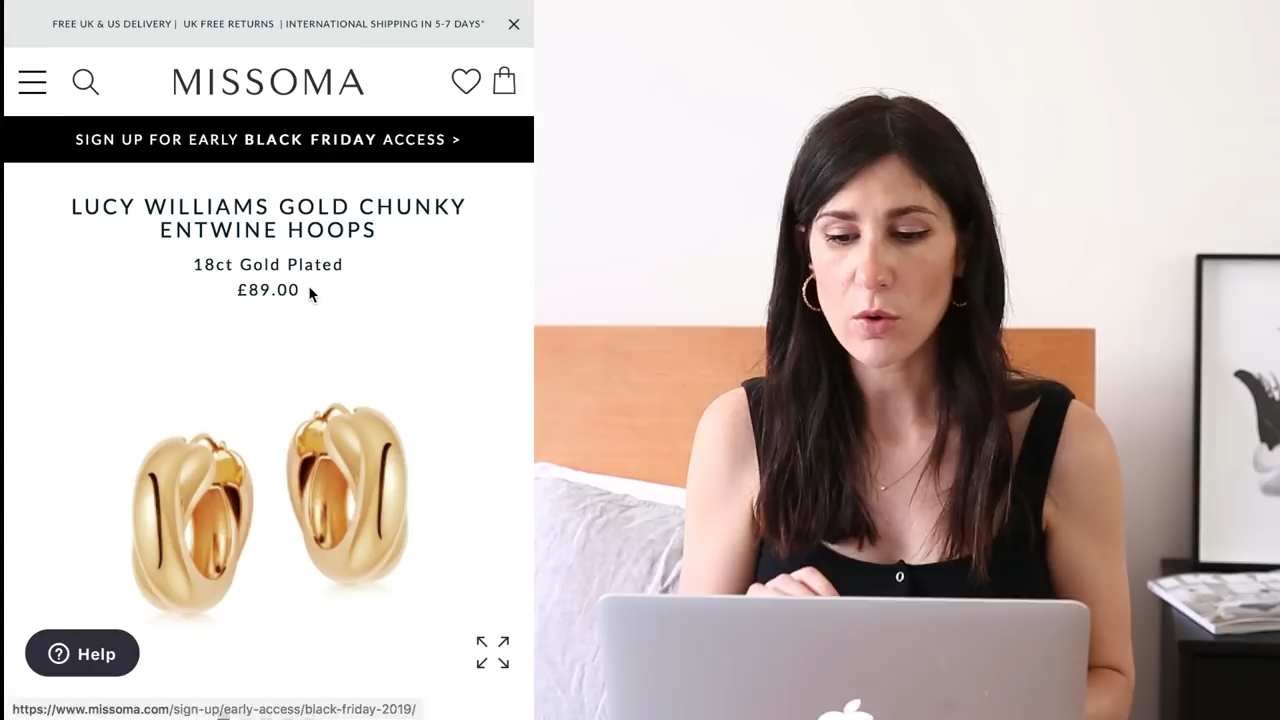 FREE UK & US DELIVERY | UK FREE RETURNS | INTERNATIONAL SHIPPING IN 5-7 DAYS*
MISSOMA
SIGN UP FOR EARLY BLACK FRIDAY ACCESS >
LUCY WILLIAMS GOLD CHUNKY
ENTWINE HOOPS
18ct Gold Plated
£89.00
Help
https://www.missoma.com/sign-up/early-access/black-friday-2019/